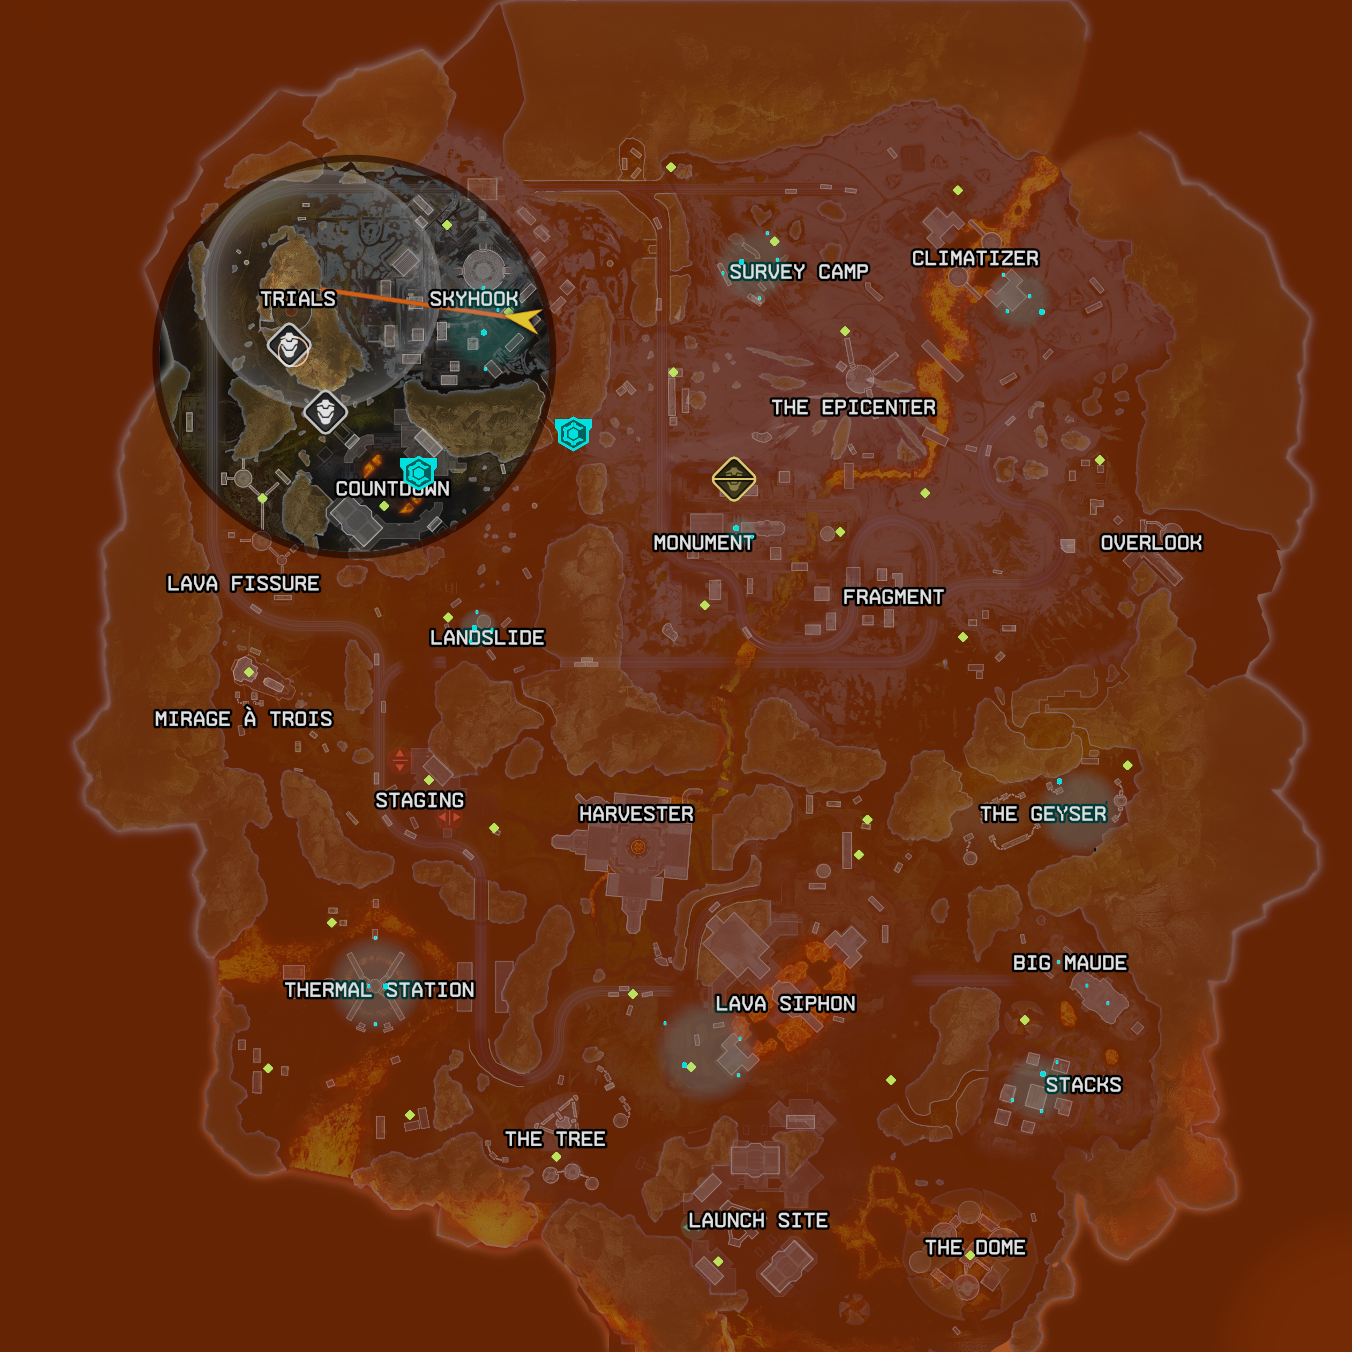 CLIMATIZER
SURVEY CAMP
TRIALS
SKYHOOK
THE EPICENTER
COUNTDOWN
MONUMENT
OVERLOOK
LAVA FISSURE
FRAGMENT
LANDSLIDE
MIRAGE À TROIS
STAGING
HARVESTER
THE GEYSER
BIG MAUDE
THERMAL STATION
LAVA SIPHON
STACKS
THE TREE
LAUNCH SITE
THE DOME